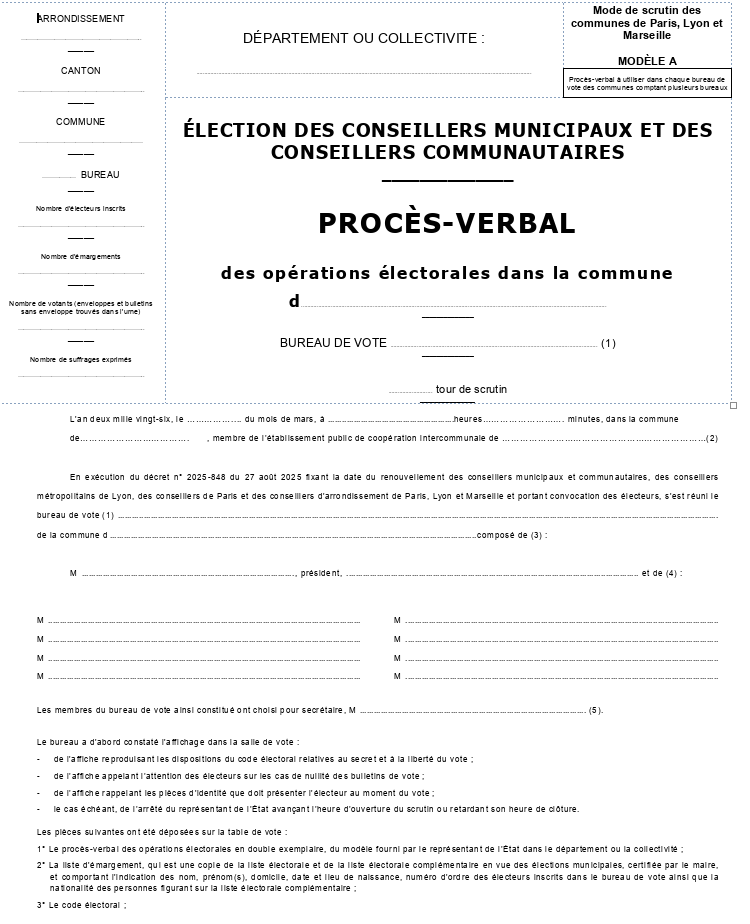 ARRONDISSEMENT
CANTON
COMMUNE
BUREAU
Nombre d'électeurs inscrits
Nombre d'émargements
Nombre de votants (enveloppes et bulletins
sans enveloppe trouvés dans l'urne)
Nombre de suffrages exprimés
DÉPARTEMENT OU COLLECTIVITE :
Mode de scrutin des
communes de Paris, Lyon et
Marseille
MODÈLE A
Procès-verbal à utiliser dans chaque bureau de
vote des communes comptant plusieurs bureaux
ÉLECTION DES CONSEILLERS MUNICIPAUX ET DES
CONSEILLERS COMMUNAUTAIRES
PROCÈS-VERBAL
des opérations électorales dans la commune
d
BUREAU DE VOTE (1)
tour de scrutin
L'an deux mille vingt-six, le ................... du mois de mars, à ...................heures................... minutes, dans la commune
de................... , membre de l'établissement public de coopération intercommunale de ...................(2)
En exécution du décret n° 2025-848 du 27 août 2025 fixant la date du renouvellement des conseillers municipaux et communautaires, des conseillers
métropolitains de Lyon, des conseillers de Paris et des conseillers d'arrondissement de Paris, Lyon et Marseille et portant convocation des électeurs, s'est réuni le
bureau de vote (1) ...................
de la commune d ...................composé de (3) :
M ..................., président, ................... et de (4) :
M ................... M ...................
M ................... M ...................
M ................... M ...................
M ................... M ...................
Les membres du bureau de vote ainsi constitué ont choisi pour secrétaire, M ................... (5).
Le bureau a d'abord constaté l'affichage dans la salle de vote :
- de l'affiche reproduisant les dispositions du code électoral relatives au secret et à la liberté du vote ;
- de l'affiche appelant l'attention des électeurs sur les cas de nullité des bulletins de vote ;
- de l'affiche rappelant les pièces d'identité que doit présenter l'électeur au moment du vote ;
- le cas échéant, de l'arrêté du représentant de l'État avançant l'heure d'ouverture du scrutin ou retardant son heure de clôture.
Les pièces suivantes ont été déposées sur la table de vote :
1° Le procès-verbal des opérations électorales en double exemplaire, du modèle fourni par le représentant de l'État dans le département ou la collectivité ;
2° La liste d'émargement, qui est une copie de la liste électorale et de la liste électorale complémentaire en vue des élections municipales, certifiée par le maire,
et comportant l'indication des nom, prénom(s), domicile, date et lieu de naissance, numéro d'ordre des électeurs inscrits dans le bureau de vote ainsi que la
nationalité des personnes figurant sur la liste électorale complémentaire ;
3° Le code électoral ;